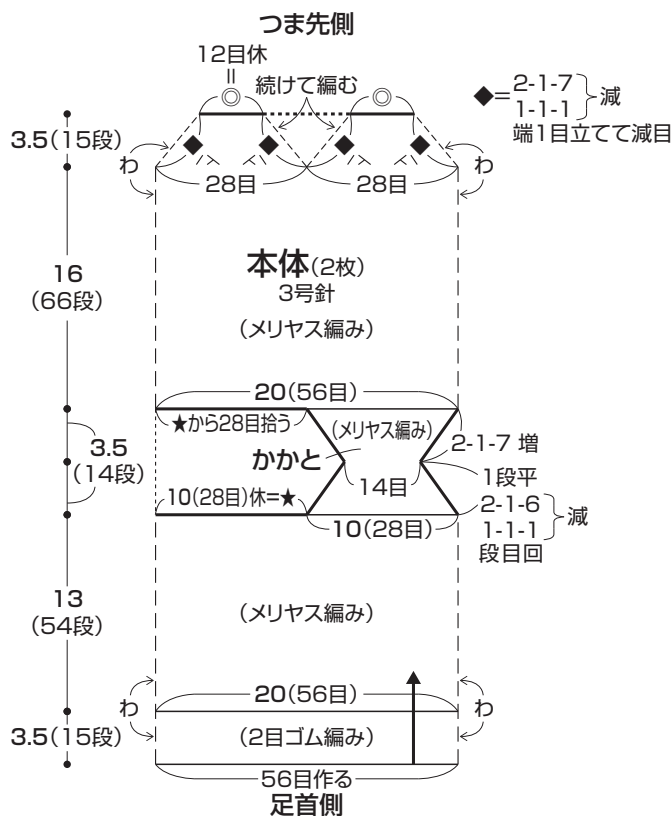 つま先側
12目休
=
◎
続けて編む
◎
◆=2-1-7
1-1-1
減
端1目立てて減目
3.5(15段)
わ
わ
28目
28目
本体(2枚)
3号針
(メリヤス編み)
16
(66段)
20(56目)
★から28目拾う
(メリヤス編み)
かかと
14目
2-1-7 増
1段平
2-1-6
1-1-1
減
段目回
3.5
(14段)
10(28目)休=★
10(28目)
13
(54段)
(メリヤス編み)
わ
20(56目)
わ
3.5(15段)
(2目ゴム編み)
56目作る
足首側